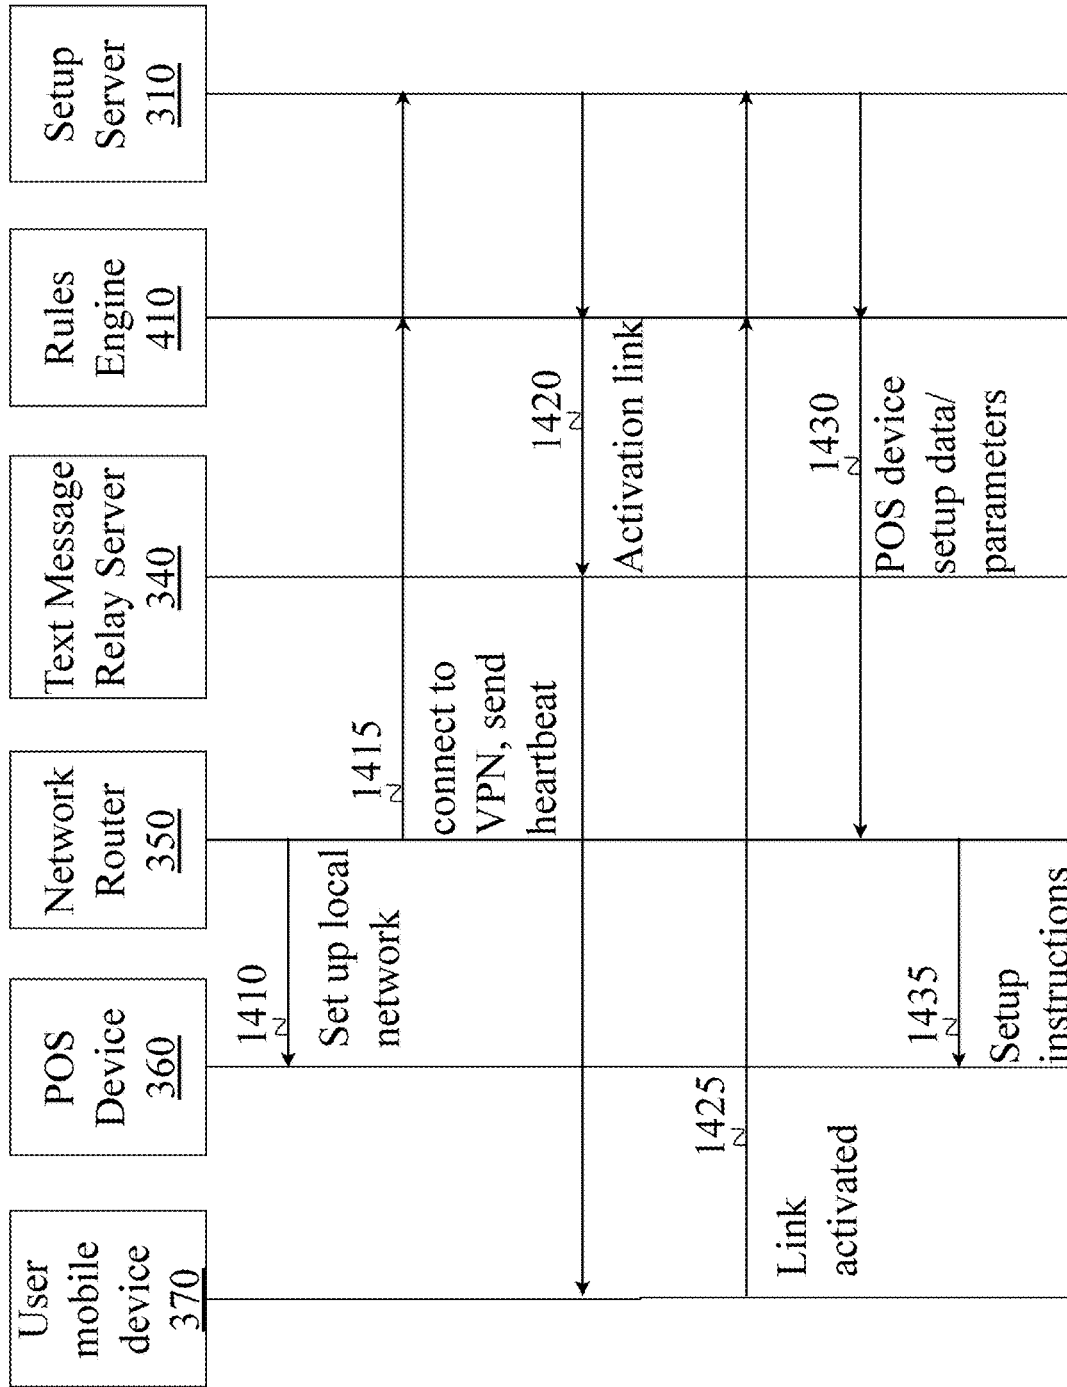 User
mobile
device
370
POS
Device
360
Network
Router
350
Text Message
Relay Server
340
Rules
Engine
410
Setup
Server
310
1410
Set up local
network
1415
connect to
VPN, send
heartbeat
1420
Activation link
1425
Link
activated
1430
POS device
setup data/
parameters
1435
Setup
instructions